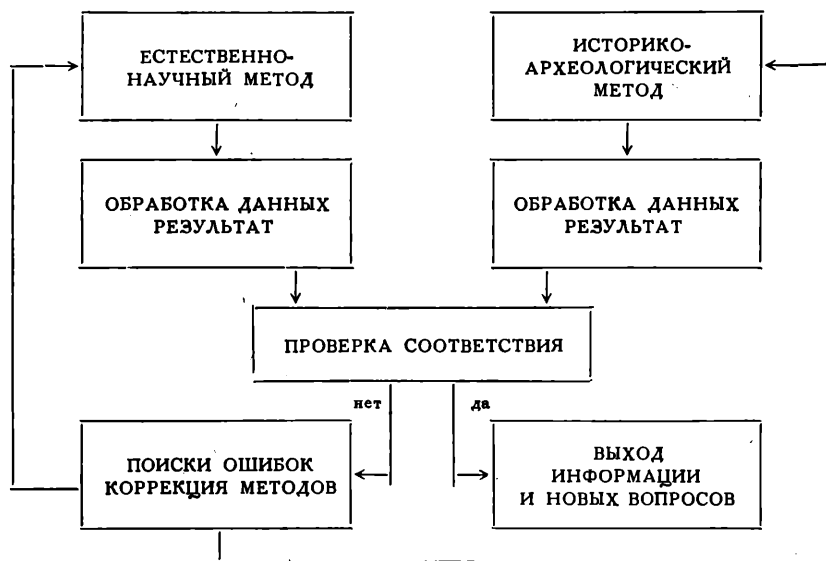 ЕСТЕСТВЕННО-
НАУЧНЫЙ МЕТОД
ИСТОРИКО-
АРХЕОЛОГИЧЕСКИЙ
МЕТОД
ОБРАБОТКА ДАННЫХ
РЕЗУЛЬТАТ
ОБРАБОТКА ДАННЫХ
РЕЗУЛЬТАТ
ПРОВЕРКА СООТВЕТСТВИЯ
нет
да
ПОИСКИ ОШИБОК
КОРРЕКЦИЯ МЕТОДОВ
ВЫХОД
ИНФОРМАЦИИ
И НОВЫХ ВОПРОСОВ